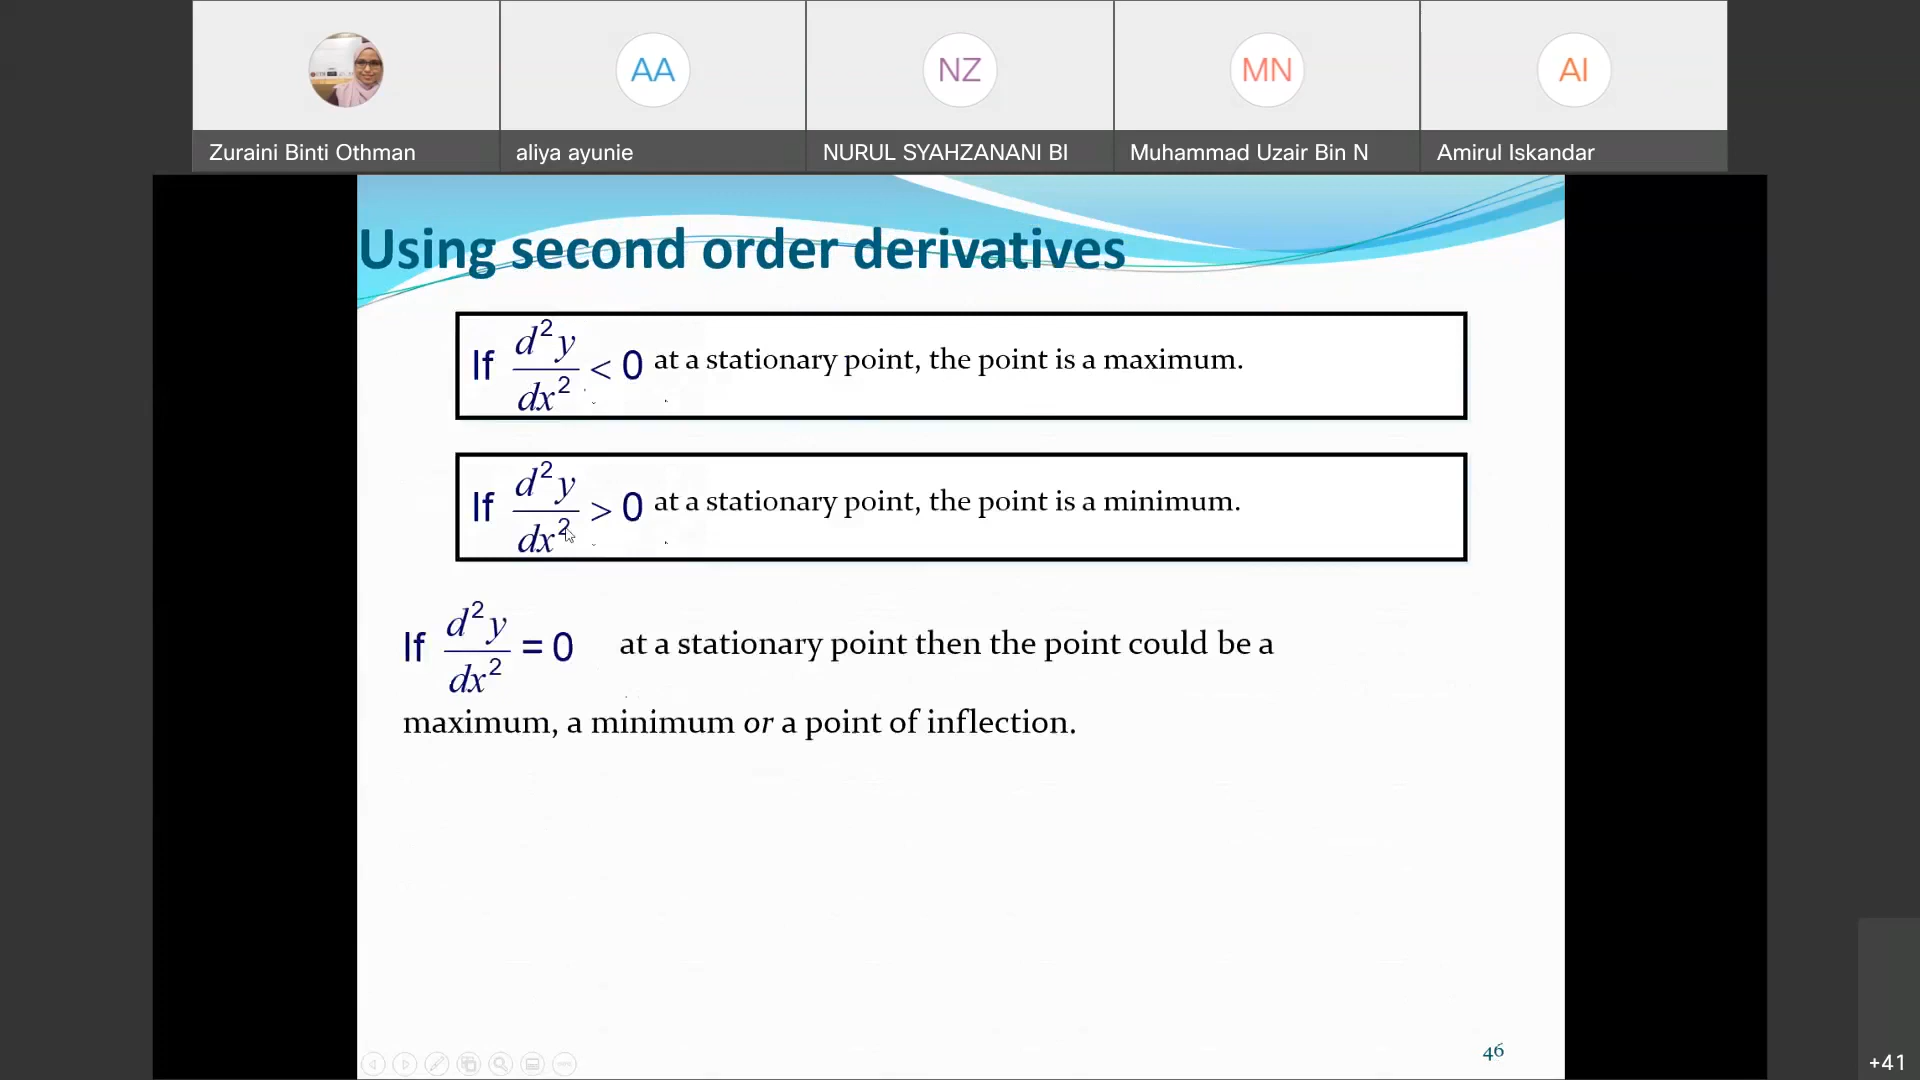 AA
NZ
MN
AI
Zuraini Binti Othman
aliya ayunie
NURUL SYAHZANANI BI
Muhammad Uzair Bin N
Amirul Iskandar
Using second order derivatives
If d²y/dx² < 0 at a stationary point, the point is a maximum.
If d²y/dx² > 0 at a stationary point, the point is a minimum.
If d²y/dx² = 0 at a stationary point then the point could be a
maximum, a minimum or a point of inflection.
46
+41